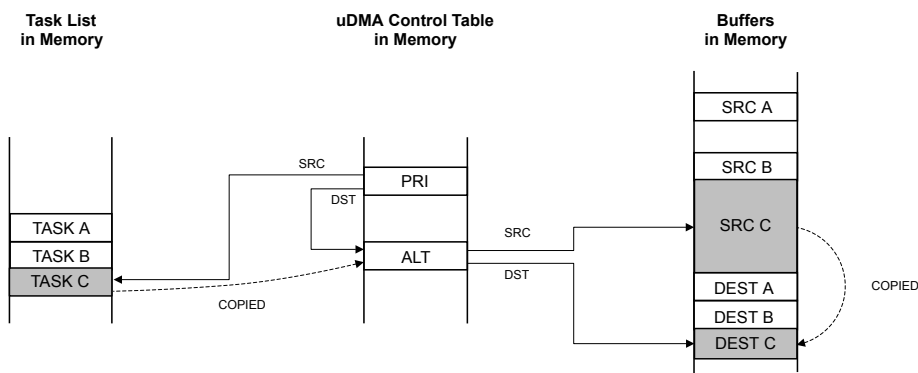 Task List
in Memory
uDMA Control Table
in Memory
Buffers
in Memory
SRC A
SRC B
SRC
PRI
DST
TASK A
TASK B
TASK C
ALT
SRC
DST
SRC C
COPIED
COPIED
DEST A
DEST B
DEST C